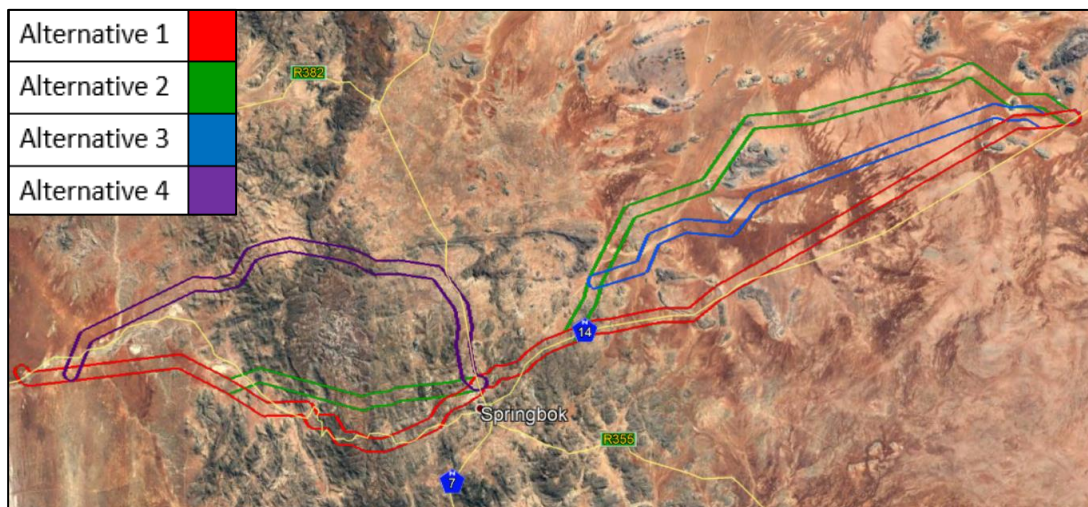 Alternative 1
Alternative 2
Alternative 3
Alternative 4
R382
N
14
Springbok
R355
N
7